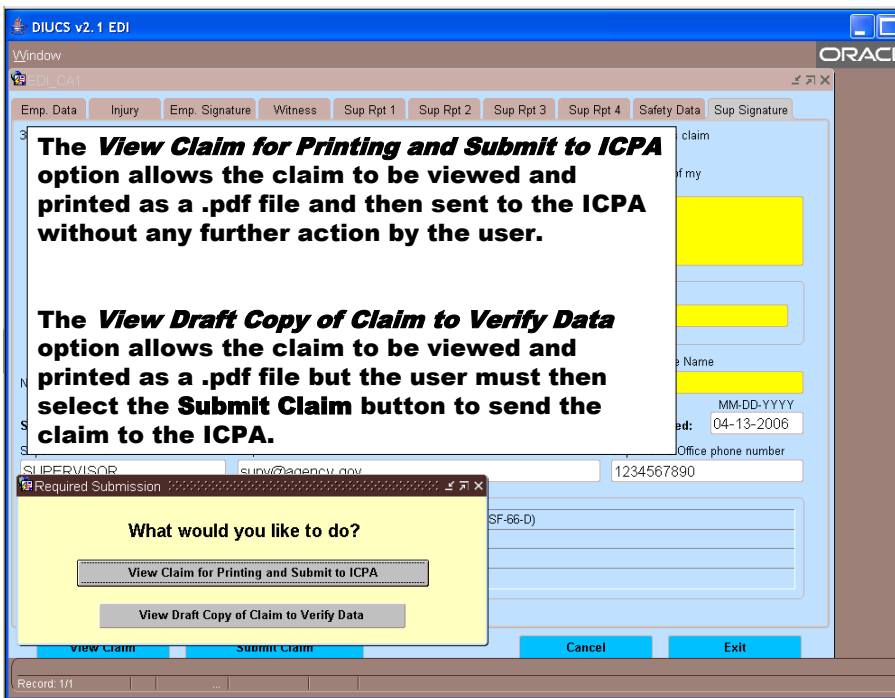 DIUCS v2.1 EDI
Window
ORACL
EDI_CA1
Emp. Data Injury Emp. Signature Witness Sup Rpt 1 Sup Rpt 2 Sup Rpt 3 Sup Rpt 4 Safety Data Sup Signature
claim
of my
The View Claim for Printing and Submit to ICPA
option allows the claim to be viewed and
printed as a .pdf file and then sent to the ICPA
without any further action by the user.
The View Draft Copy of Claim to Verify Data
option allows the claim to be viewed and
printed as a .pdf file but the user must then
select the Submit Claim button to send the
claim to the ICPA.
Name
MM-DD-YYYY
ed: 04-13-2006
Office phone number
SUPERVISOR supv@agency.gov 1234567890
Required Submission
SF-66-D)
What would you like to do?
View Claim for Printing and Submit to ICPA
View Draft Copy of Claim to Verify Data
View Claim Submit Claim Cancel Exit
Record: 1/1 ...